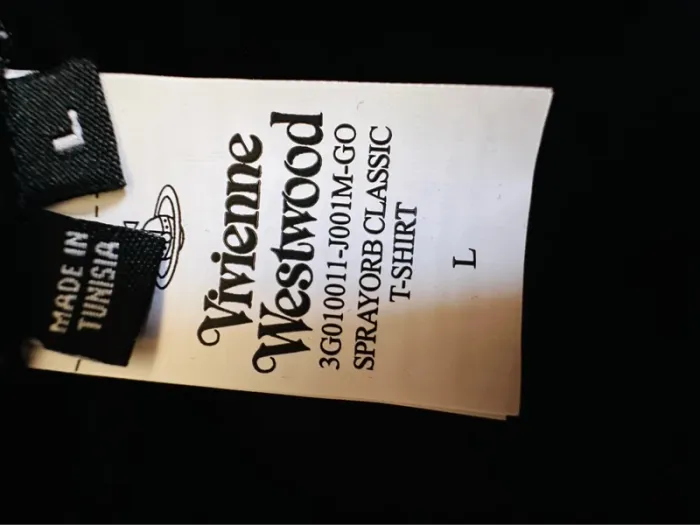 L
MADE IN
TUNISIA
Vivienne
Westwood
3G010011-J001M-GO
SPRAYORB CLASSIC
T-SHIRT
L